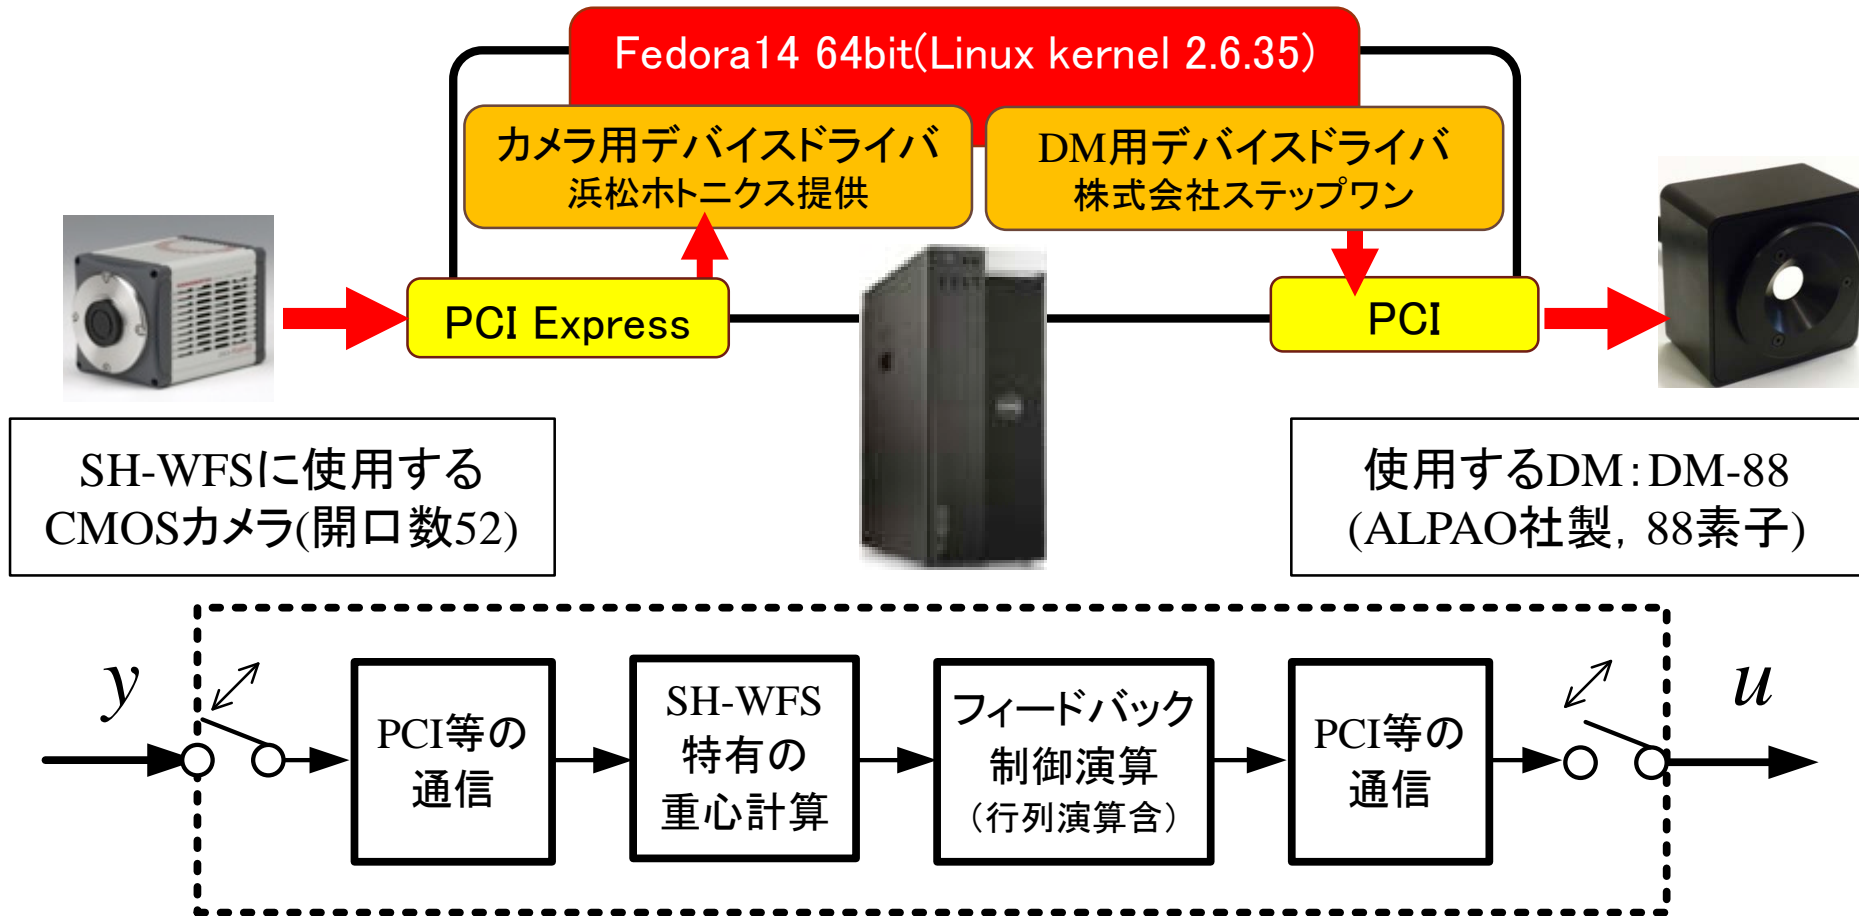 Fedora14 64bit(Linux kernel 2.6.35)
カメラ用デバイスドライバ
浜松ホトニクス提供
DM用デバイスドライバ
株式会社ステップワン
PCI Express
PCI
SH-WFSに使用する
CMOSカメラ(開口数52)
使用するDM：DM-88
(ALPAO社製，88素子)
y
PCI等の
通信
SH-WFS
特有の
重心計算
フィードバック
制御演算
（行列演算含）
PCI等の
通信
u